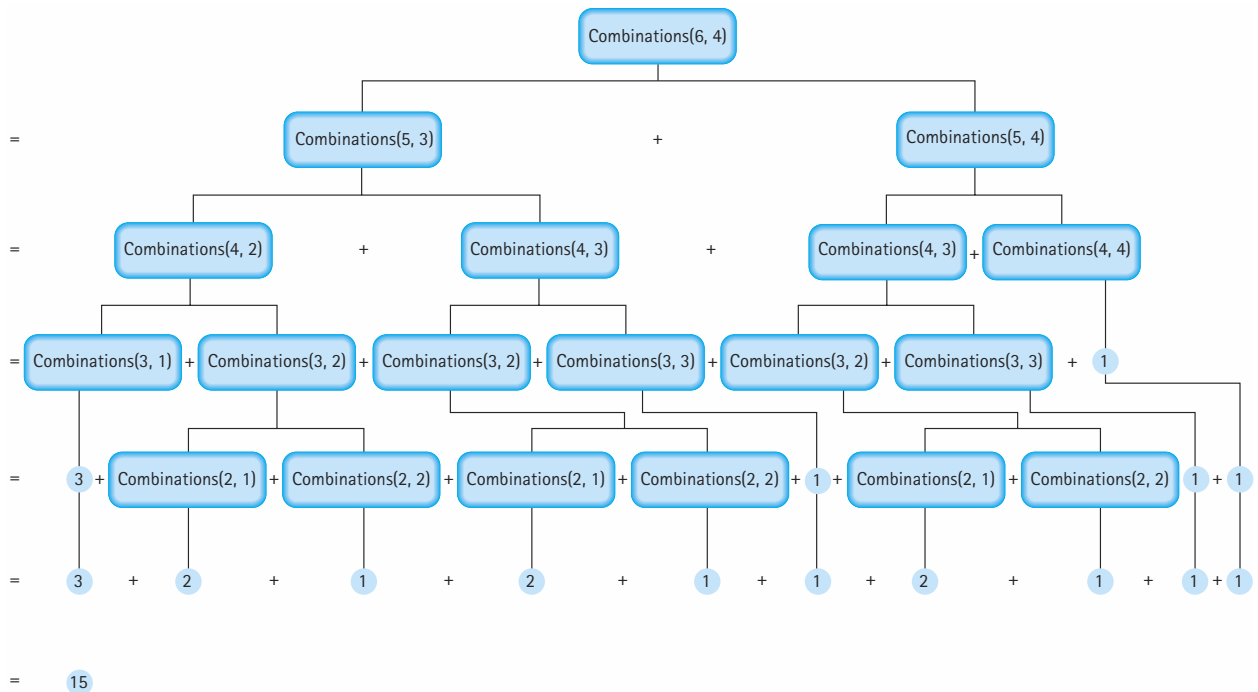 Combinations(6, 4)
= Combinations(5, 3) + Combinations(5, 4)
= Combinations(4, 2) + Combinations(4, 3) + Combinations(4, 3) + Combinations(4, 4)
= Combinations(3, 1) + Combinations(3, 2) + Combinations(3, 2) + Combinations(3, 3) + Combinations(3, 2) + Combinations(3, 3) + 1
= 3 + Combinations(2, 1) + Combinations(2, 2) + Combinations(2, 1) + Combinations(2, 2) + 1 + Combinations(2, 1) + Combinations(2, 2) 1 + 1
= 3 + 2 + 1 + 2 + 1 + 1 + 2 + 1 + 1 + 1
= 15